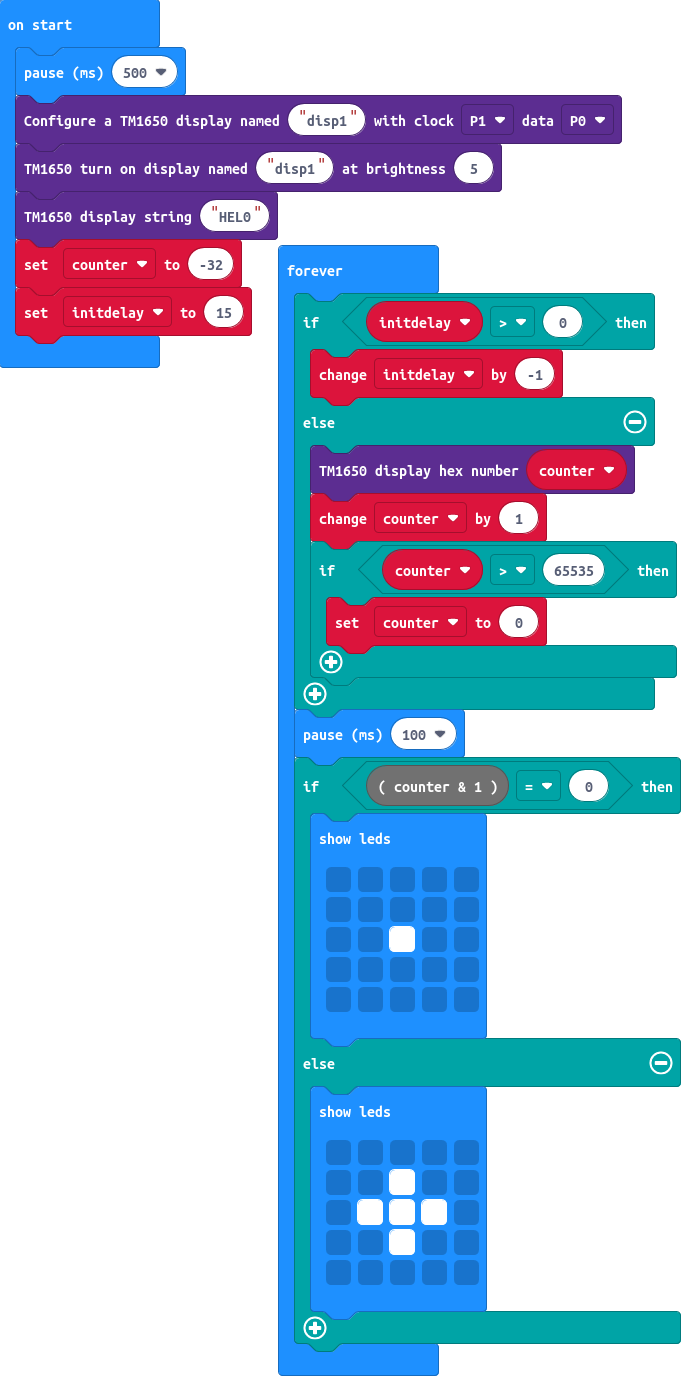 on start
pause (ms) 500
Configure a TM1650 display named "disp1" with clock P1 data P0
TM1650 turn on display named "disp1" at brightness 5
TM1650 display string "HEL0"
set counter to -32
set initdelay to 15
forever
if initdelay > 0 then
change initdelay by -1
else
TM1650 display hex number counter
change counter by 1
if counter > 65535 then
set counter to 0
pause (ms) 100
if ( counter & 1 ) = 0 then
show leds
else
show leds